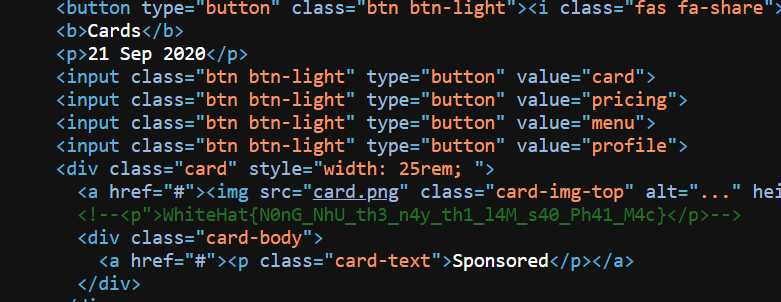 <button type="button" class="btn btn-light"><i class="fas fa-share">
<b>Cards</b>
<p>21 Sep 2020</p>
<input class="btn btn-light" type="button" value="card">
<input class="btn btn-light" type="button" value="pricing">
<input class="btn btn-light" type="button" value="menu">
<input class="btn btn-light" type="button" value="profile">
<div class="card" style="width: 25rem; ">
<a href="#"><img src="card.png" class="card-img-top" alt="..." hei
<!--<p">WhiteHat{N0nG_NhU_th3_n4y_th1_l4M_s40_Ph41_M4c}</p>-->
<div class="card-body">
<a href="#"><p class="card-text">Sponsored</p></a>
</div>